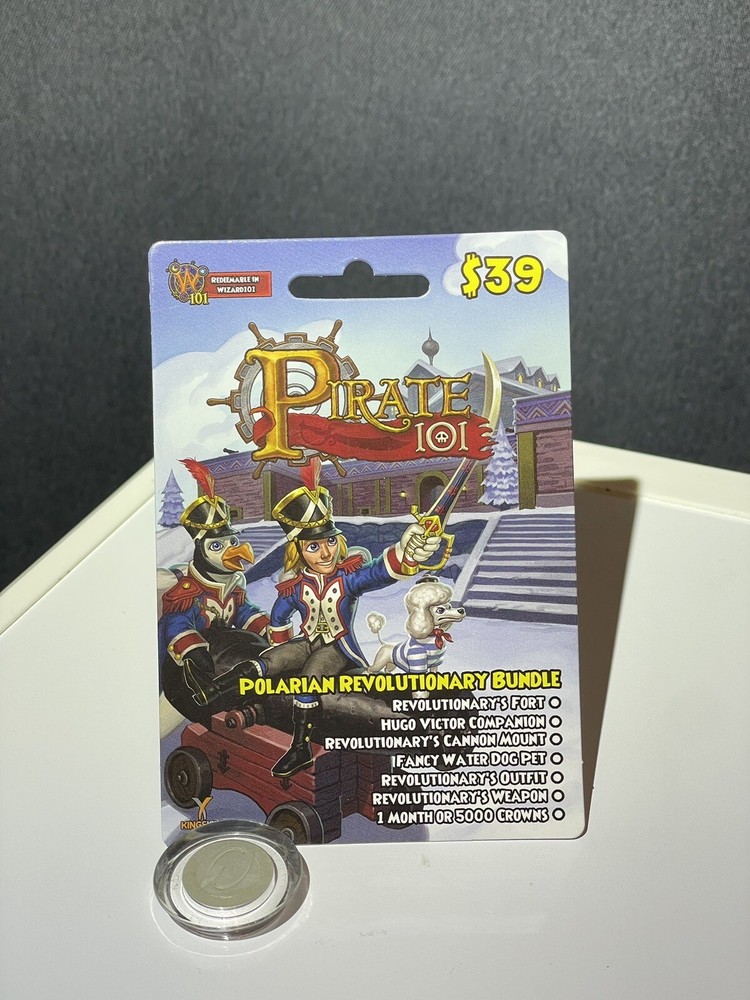 W
101
REDEEMABLE IN
WIZARD101
$39
PIRATE
101
POLARIAN REVOLUTIONARY BUNDLE
REVOLUTIONARY'S FORT
HUGO VICTOR COMPANION
REVOLUTIONARY'S CANNON MOUNT
FANCY WATER DOG PET
REVOLUTIONARY'S OUTFIT
REVOLUTIONARY'S WEAPON
1 MONTH OR 5000 CROWNS